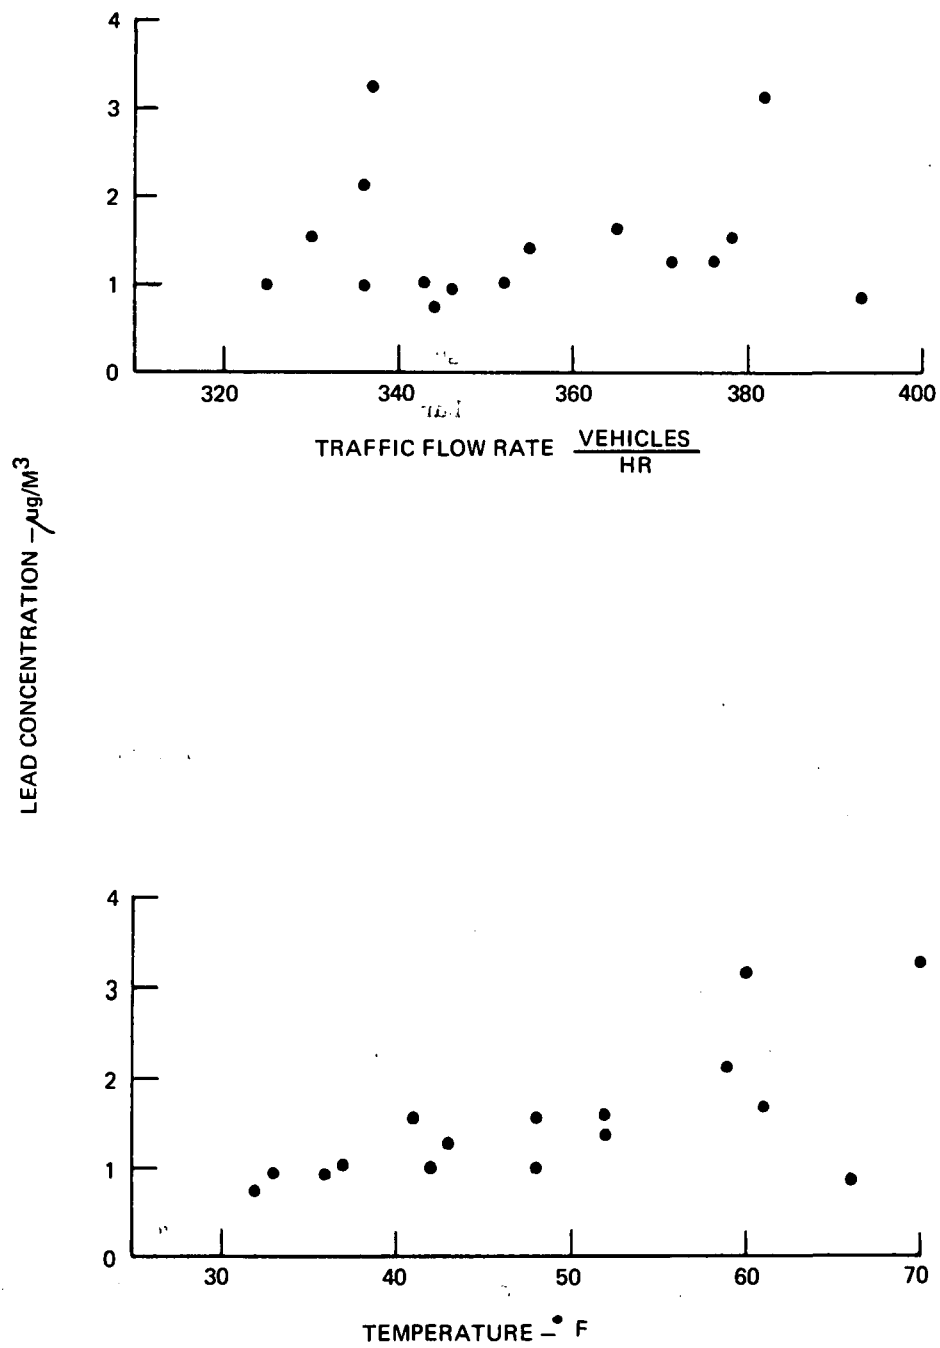 4
3
2
1
0
320 340 360 380 400
TRAFFIC FLOW RATE VEHICLES
HR
LEAD CONCENTRATION – µg/M³
4
3
2
1
0
30 40 50 60 70
TEMPERATURE – ° F